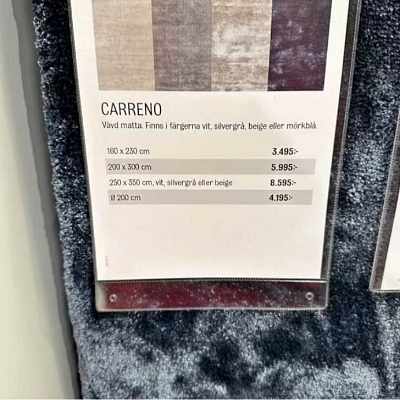 CARRENO
Vävd matta. Finns i färgerna vit, silvergrå, beige eller mörkblå.
160 x 230 cm 3.495:-
200 x 300 cm 5.995:-
250 x 350 cm, vit, silvergrå eller beige 8.595:-
Ø 200 cm 4.195:-